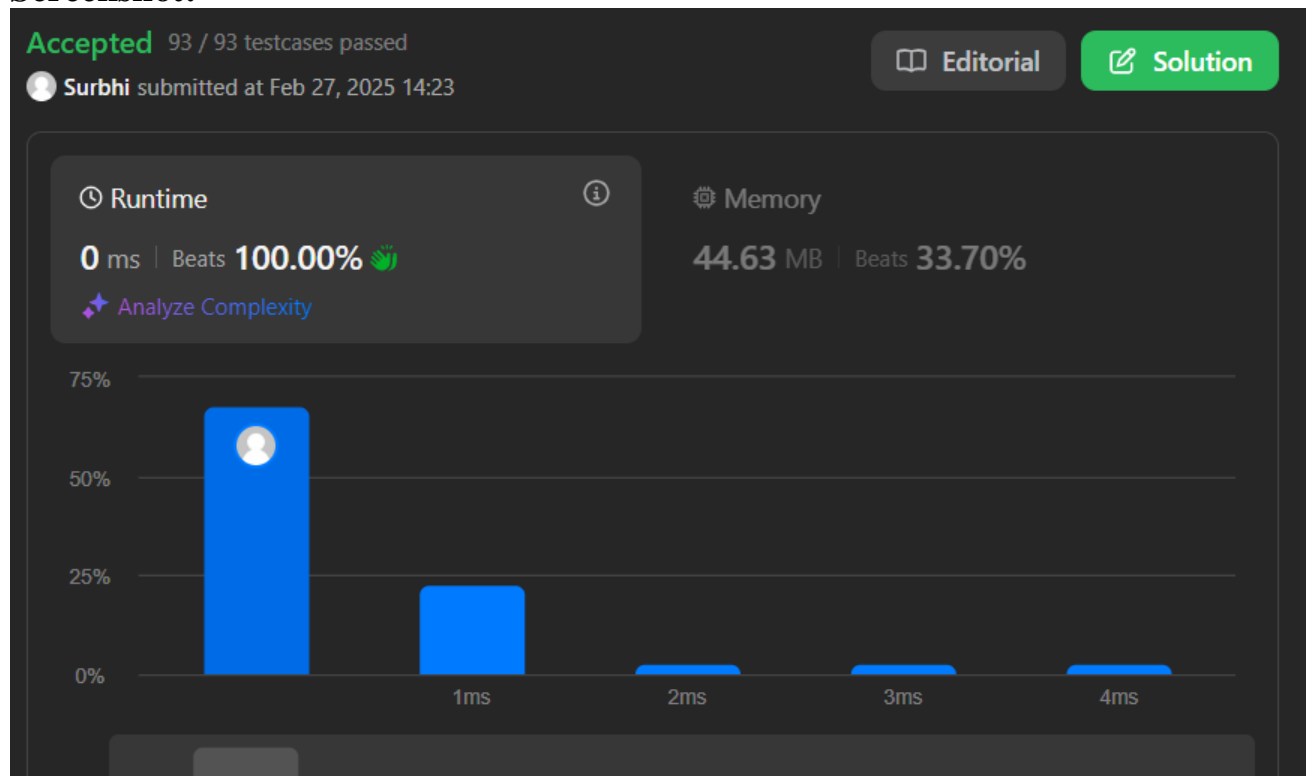 Accepted 93 / 93 testcases passed
Editorial
Solution
Surbhi submitted at Feb 27, 2025 14:23
Runtime
0 ms | Beats 100.00%
Analyze Complexity
Memory
44.63 MB | Beats 33.70%
75%
50%
25%
0%
1ms
2ms
3ms
4ms